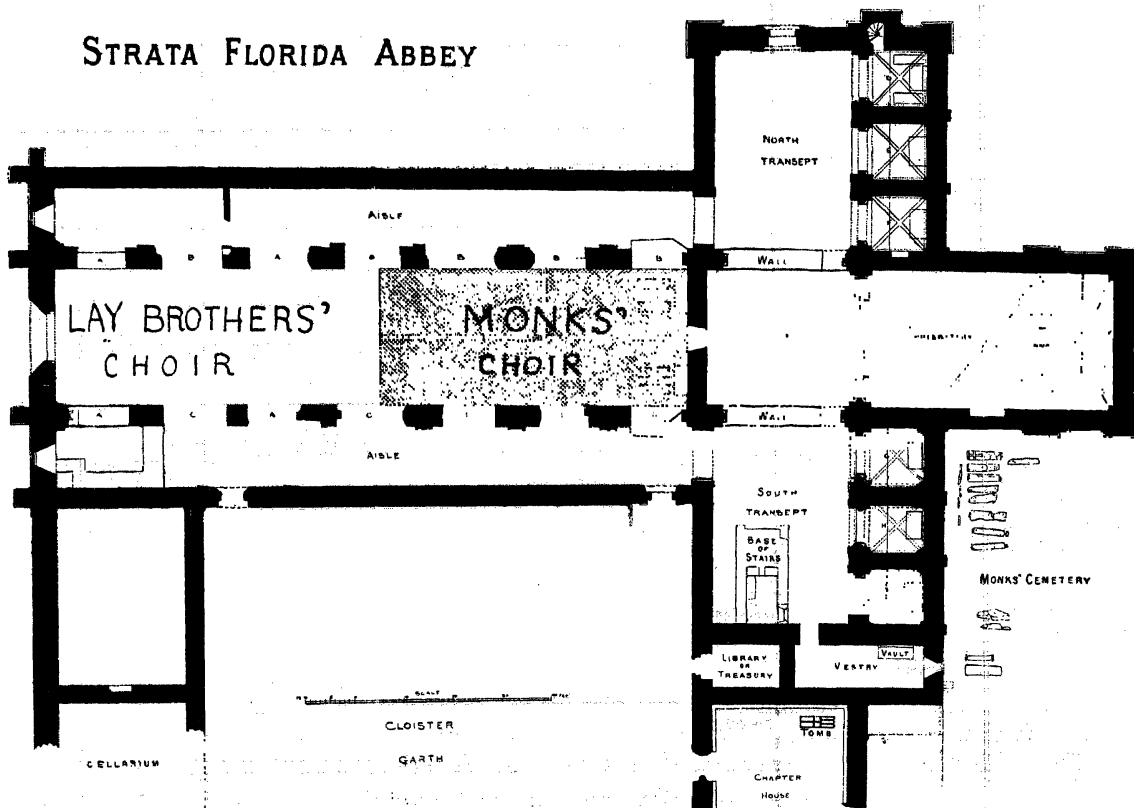 STRATA FLORIDA ABBEY
NORTH
TRANSEPT
AISLE
A B A B B B
WALL
LAY BROTHERS'
CHOIR
MONKS'
CHOIR
PRESBYTERY
A C A C
WALL
AISLE
SOUTH
TRANSEPT
BASE
OF
STAIRS
MONKS' CEMETERY
LIBRARY
OR
TREASURY
VESTRY
VAULT
SCALE
CLOISTER
GARTH
CELLARIUM
TOMB
CHAPTER
HOUSE